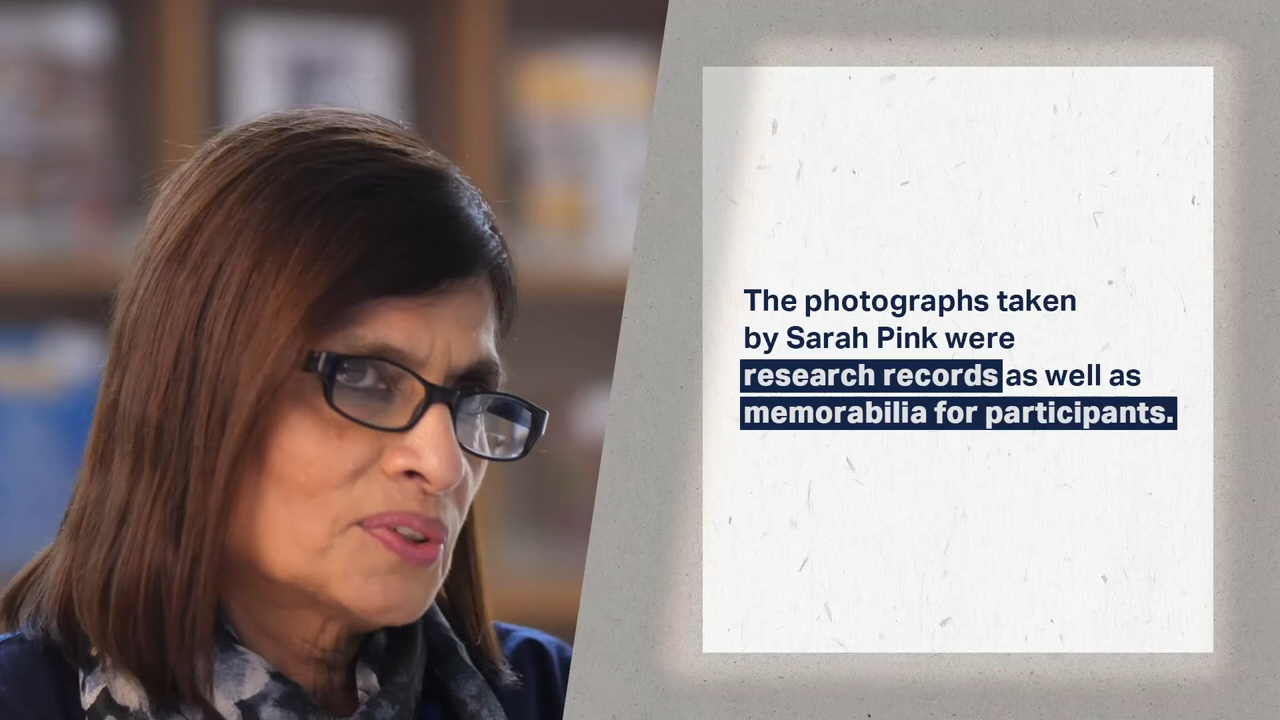 The photographs taken
by Sarah Pink were
research records as well as
memorabilia for participants.